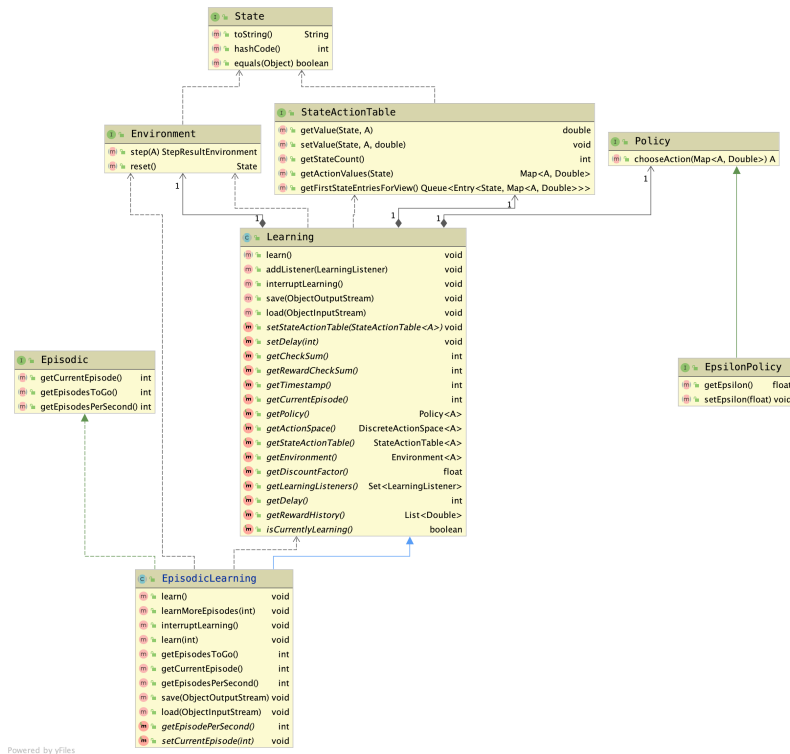 State
toString() String
hashCode() int
equals(Object) boolean
StateActionTable
getValue(State, A) double
setValue(State, A, double) void
getStateCount() int
getActionValues(State) Map<A, Double>
getFirstStateEntriesForView() Queue<Entry<State, Map<A, Double>>>
Environment
step(A) StepResultEnvironment
reset() State
Policy
chooseAction(Map<A, Double>) A
1
1
1
1
1
1
Learning
learn() void
addListener(LearningListener) void
interruptLearning() void
save(ObjectOutputStream) void
load(ObjectInputStream) void
setStateActionTable(StateActionTable<A>) void
setDelay(int) void
getCheckSum() int
getRewardCheckSum() int
getTimestamp() int
getCurrentEpisode() int
getPolicy() Policy<A>
getActionSpace() DiscreteActionSpace<A>
getStateActionTable() StateActionTable<A>
getEnvironment() Environment<A>
getDiscountFactor() float
getLearningListeners() Set<LearningListener>
getDelay() int
getRewardHistory() List<Double>
isCurrentlyLearning() boolean
Episodic
getCurrentEpisode() int
getEpisodesToGo() int
getEpisodesPerSecond() int
EpsilonPolicy
getEpsilon() float
setEpsilon(float) void
EpisodicLearning
learn() void
learnMoreEpisodes(int) void
interruptLearning() void
learn(int) void
getEpisodesToGo() int
getCurrentEpisode() int
getEpisodesPerSecond() int
save(ObjectOutputStream) void
load(ObjectInputStream) void
getEpisodePerSecond() int
setCurrentEpisode(int) void
Powered by yFiles